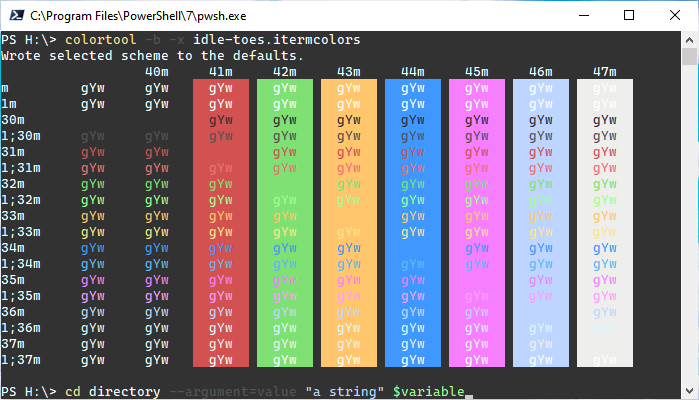 C:\Program Files\PowerShell\7\pwsh.exe
PS H:\> colortool -b -x idle-toes.itermcolors
Wrote selected scheme to the defaults.
40m 41m 42m 43m 44m 45m 46m 47m
m gYw gYw gYw gYw gYw gYw gYw gYw gYw
1m gYw gYw gYw gYw gYw gYw gYw gYw gYw
30m gYw gYw gYw gYw gYw gYw gYw
1;30m gYw gYw gYw gYw gYw gYw gYw gYw gYw
31m gYw gYw gYw gYw gYw gYw gYw gYw
1;31m gYw gYw gYw gYw gYw gYw gYw gYw gYw
32m gYw gYw gYw gYw gYw gYw gYw gYw
1;32m gYw gYw gYw gYw gYw gYw gYw gYw gYw
33m gYw gYw gYw gYw gYw gYw gYw gYw
1;33m gYw gYw gYw gYw gYw gYw gYw gYw gYw
34m gYw gYw gYw gYw gYw gYw gYw gYw
1;34m gYw gYw gYw gYw gYw gYw gYw gYw gYw
35m gYw gYw gYw gYw gYw gYw gYw gYw
1;35m gYw gYw gYw gYw gYw gYw gYw gYw gYw
36m gYw gYw gYw gYw gYw gYw gYw gYw
1;36m gYw gYw gYw gYw gYw gYw gYw gYw gYw
37m gYw gYw gYw gYw gYw gYw gYw gYw
1;37m gYw gYw gYw gYw gYw gYw gYw gYw gYw
PS H:\> cd directory --argument=value "a string" $variable